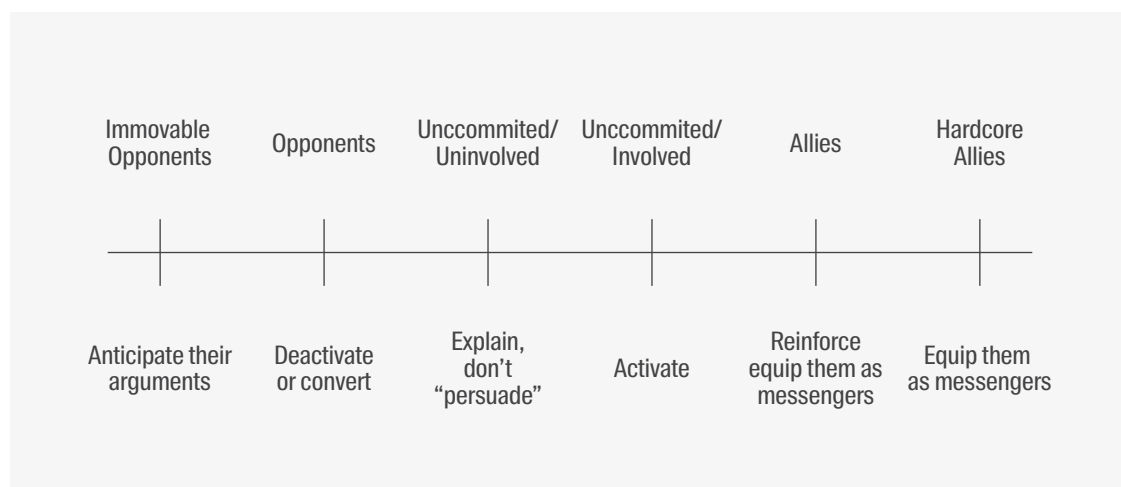 Immovable
Opponents
Opponents
Unccommited/
Uninvolved
Unccommited/
Involved
Allies
Hardcore
Allies
Anticipate their
arguments
Deactivate
or convert
Explain,
don’t
“persuade”
Activate
Reinforce
equip them as
messengers
Equip them
as messengers